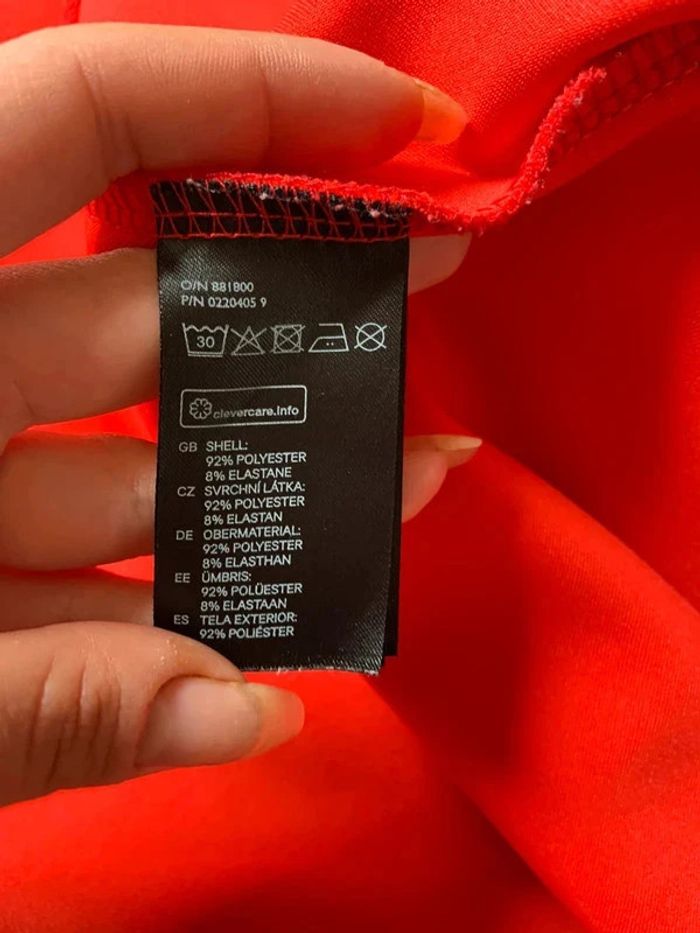 O/N 881800
P/N 0220405 9
30
clevercare.info
GB SHELL:
92% POLYESTER
8% ELASTANE
CZ SVRCHNÍ LÁTKA:
92% POLYESTER
8% ELASTAN
DE OBERMATERIAL:
92% POLYESTER
8% ELASTHAN
EE ÜMBRIS:
92% POLÜESTER
8% ELASTAAN
ES TELA EXTERIOR:
92% POLIÉSTER